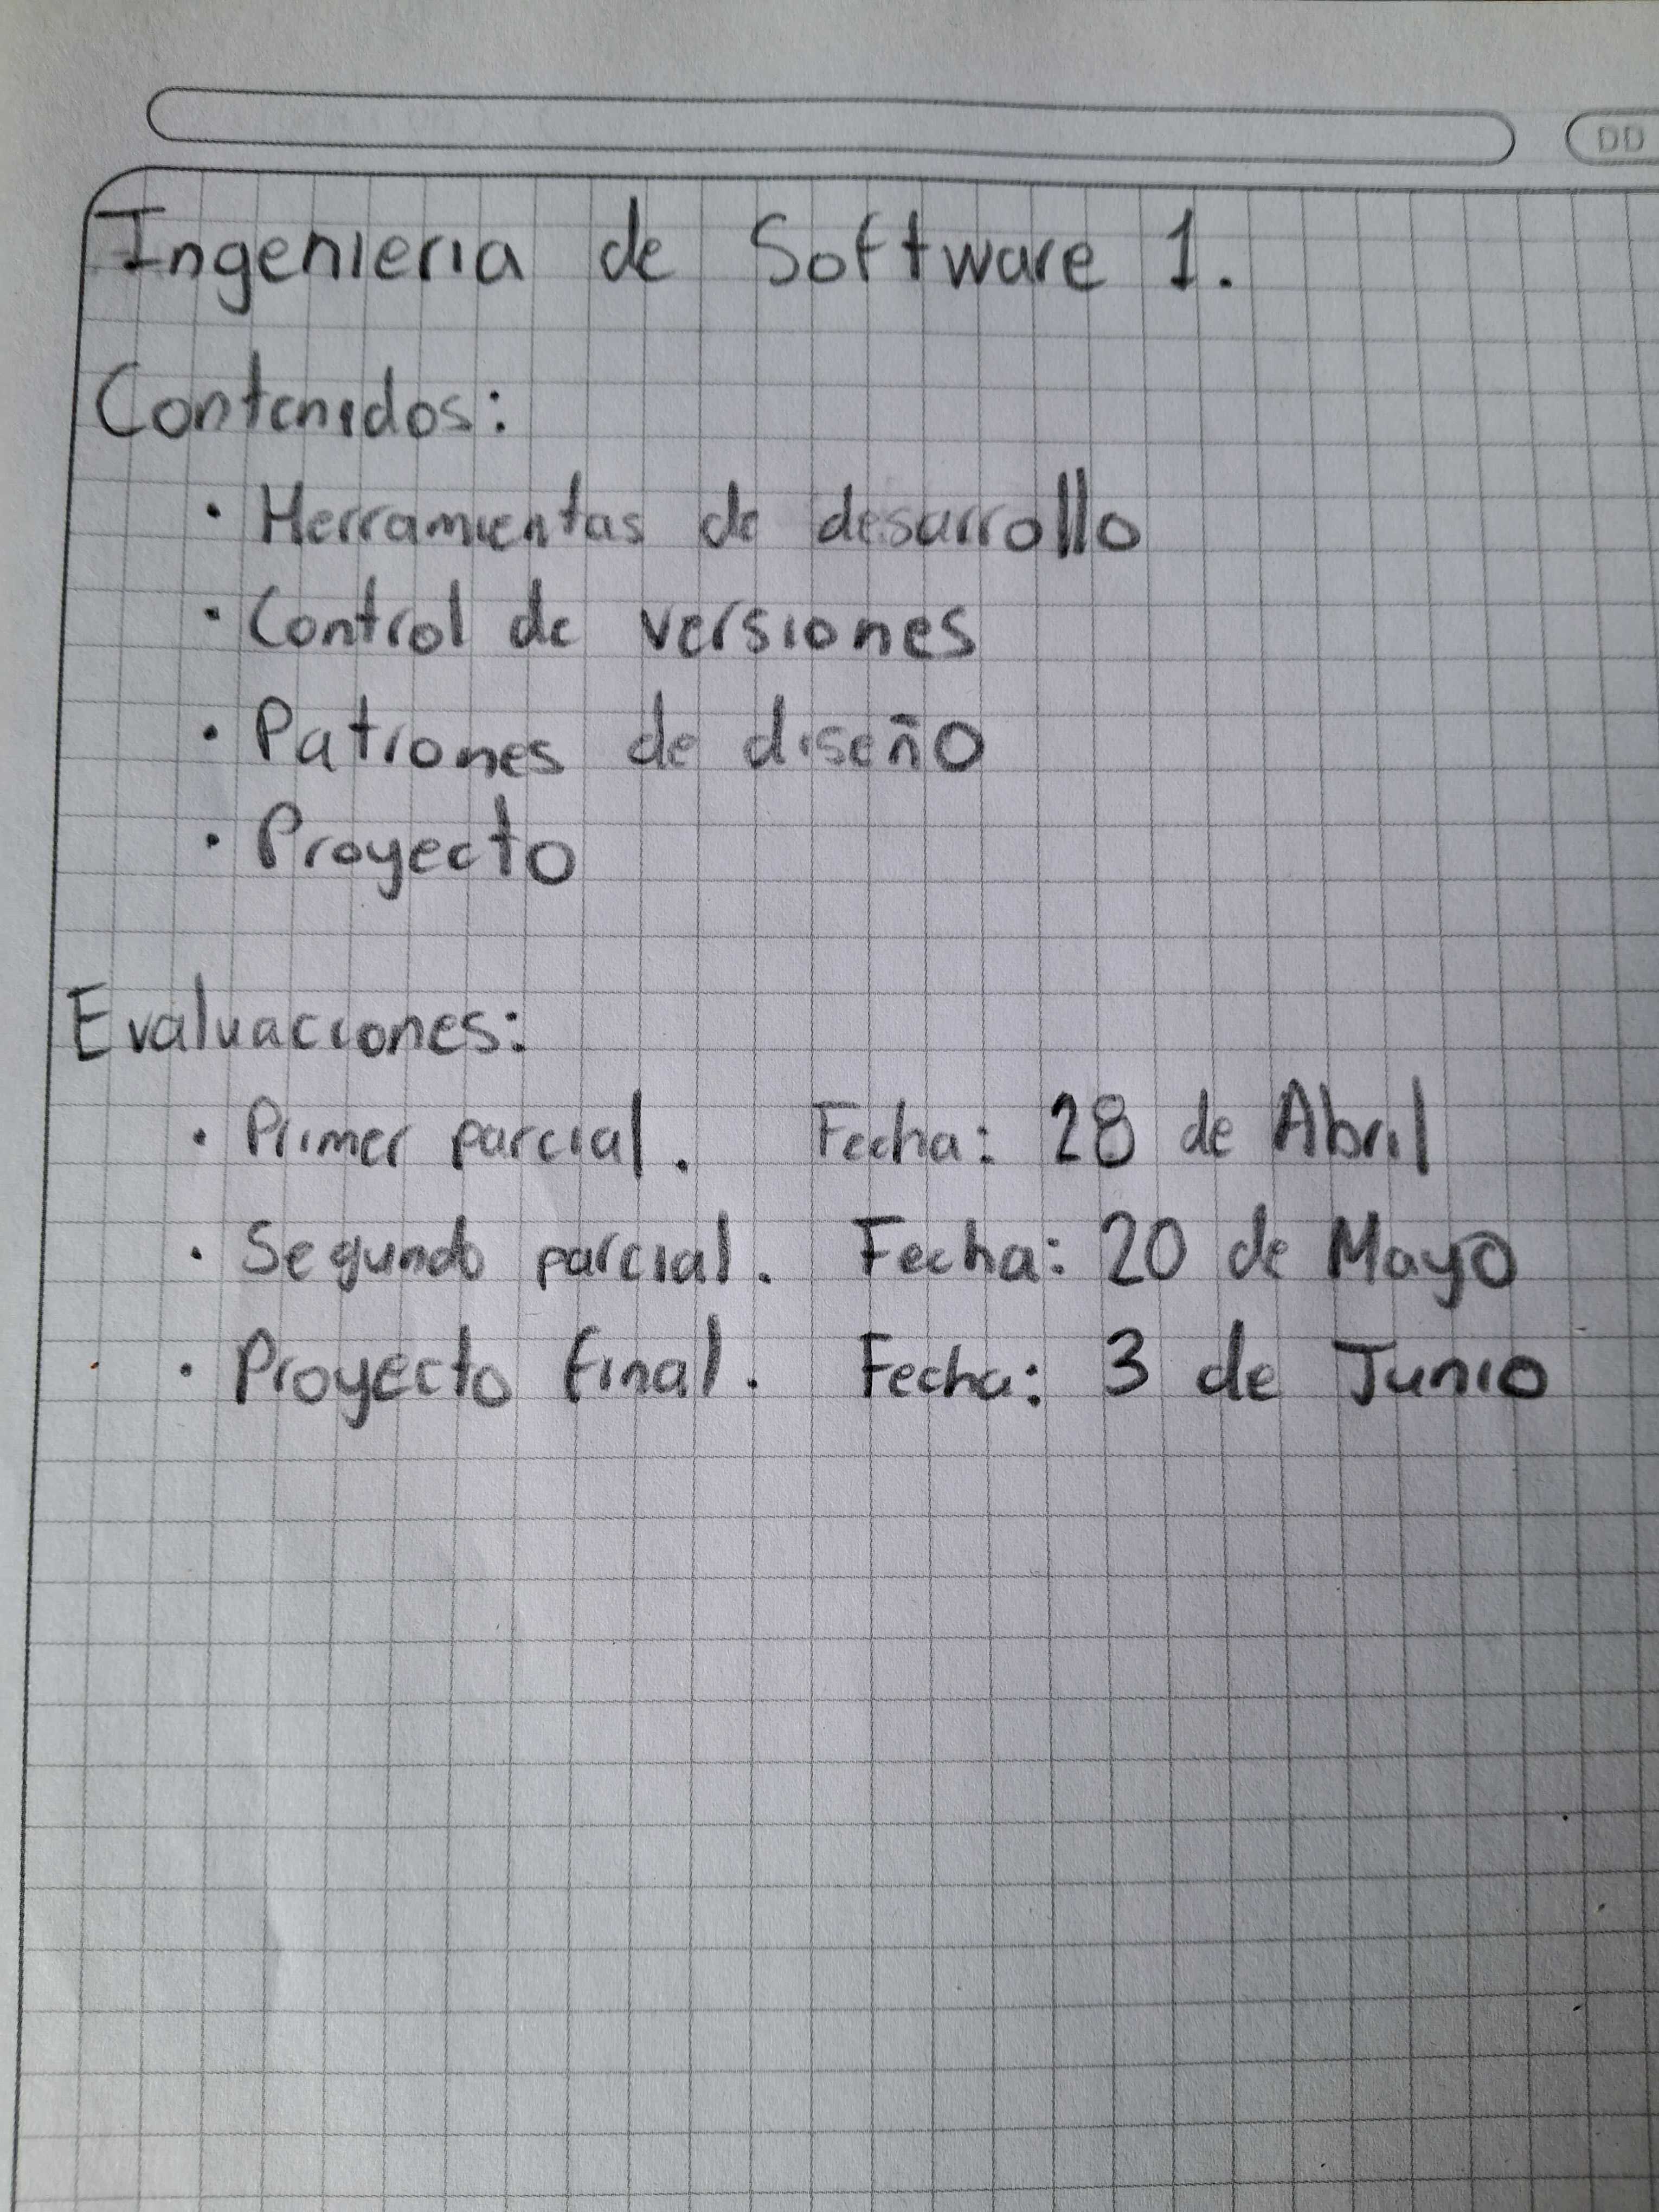 DD
Ingenieria de Software 1.
Contenidos:
· Herramientas de desarrollo
· Control de versiones
· Patrones de diseño
· Proyecto
Evaluaciones:
· Primer parcial. Fecha: 28 de Abril
· Segundo parcial. Fecha: 20 de Mayo
· Proyecto final. Fecha: 3 de Junio